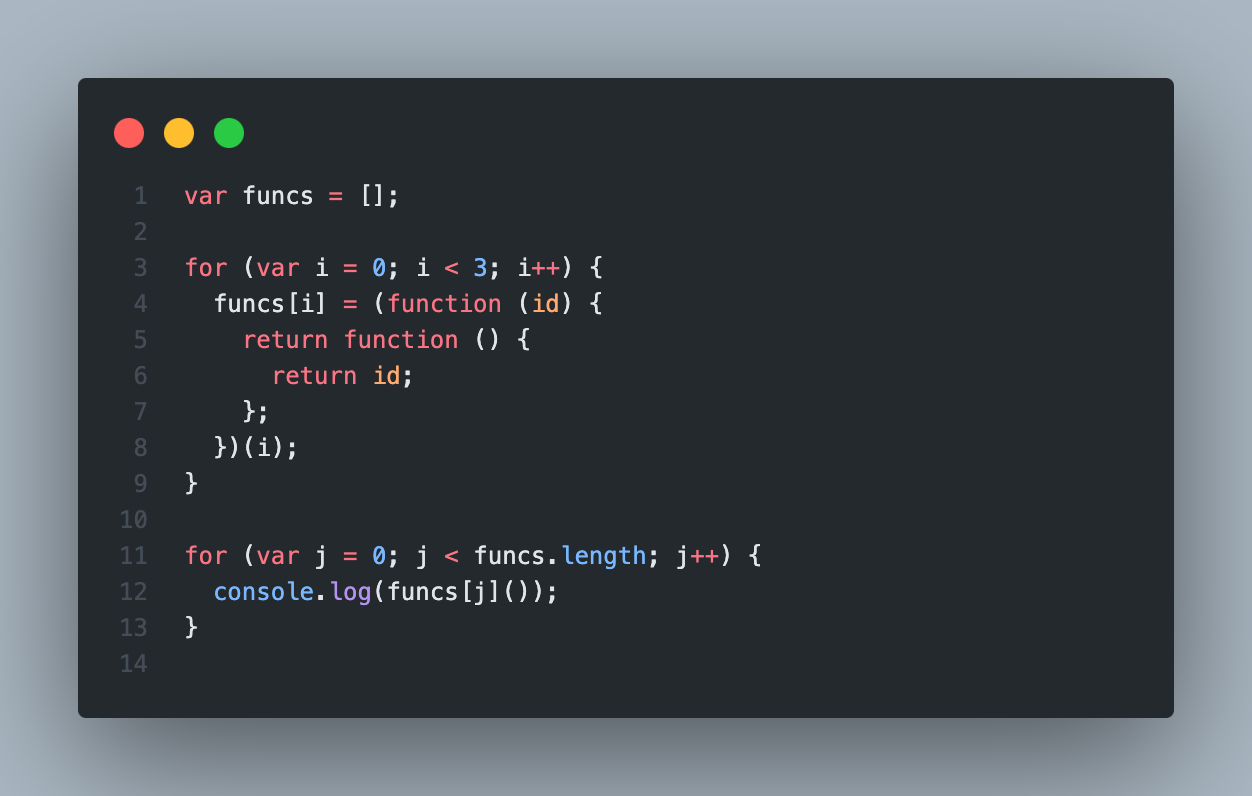 1 var funcs = [];
2
3 for (var i = 0; i < 3; i++) {
4   funcs[i] = (function (id) {
5     return function () {
6       return id;
7     };
8   })(i);
9 }
10
11 for (var j = 0; j < funcs.length; j++) {
12   console.log(funcs[j]());
13 }
14